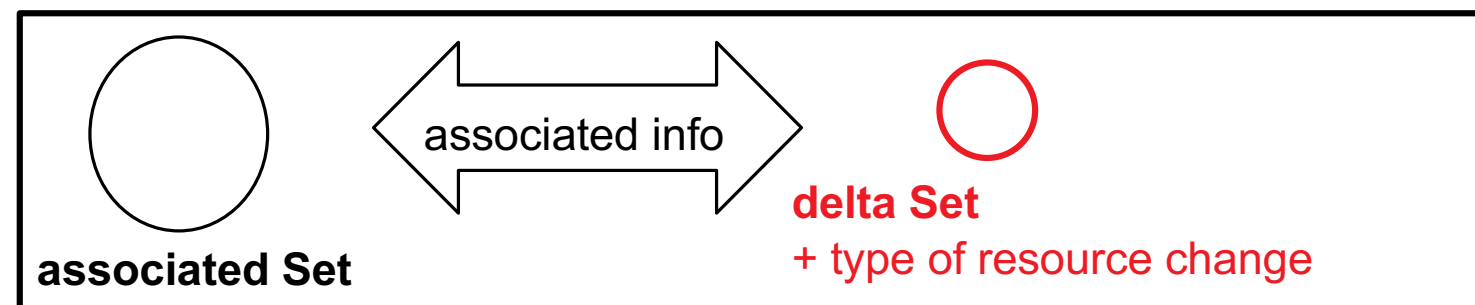 associated info
associated Set
delta Set
+ type of resource change